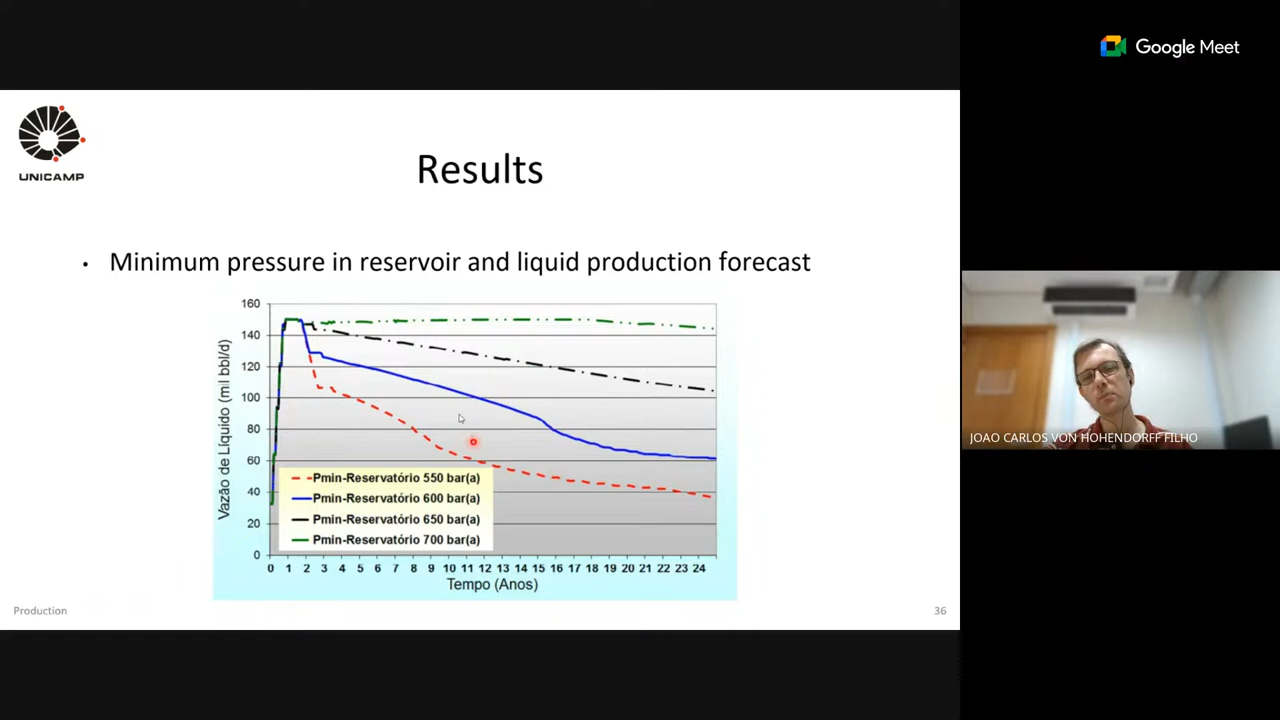 Google Meet
UNICAMP
Results
• Minimum pressure in reservoir and liquid production forecast
Vazão de Líquido (mil bbl/d)
160
140
120
100
80
60
40
20
0
Pmin-Reservatório 550 bar(a)
Pmin-Reservatório 600 bar(a)
Pmin-Reservatório 650 bar(a)
Pmin-Reservatório 700 bar(a)
0 1 2 3 4 5 6 7 8 9 10 11 12 13 14 15 16 17 18 19 20 21 22 23 24
Tempo (Anos)
Production
36
JOAO CARLOS VON HOHENDORFF FILHO